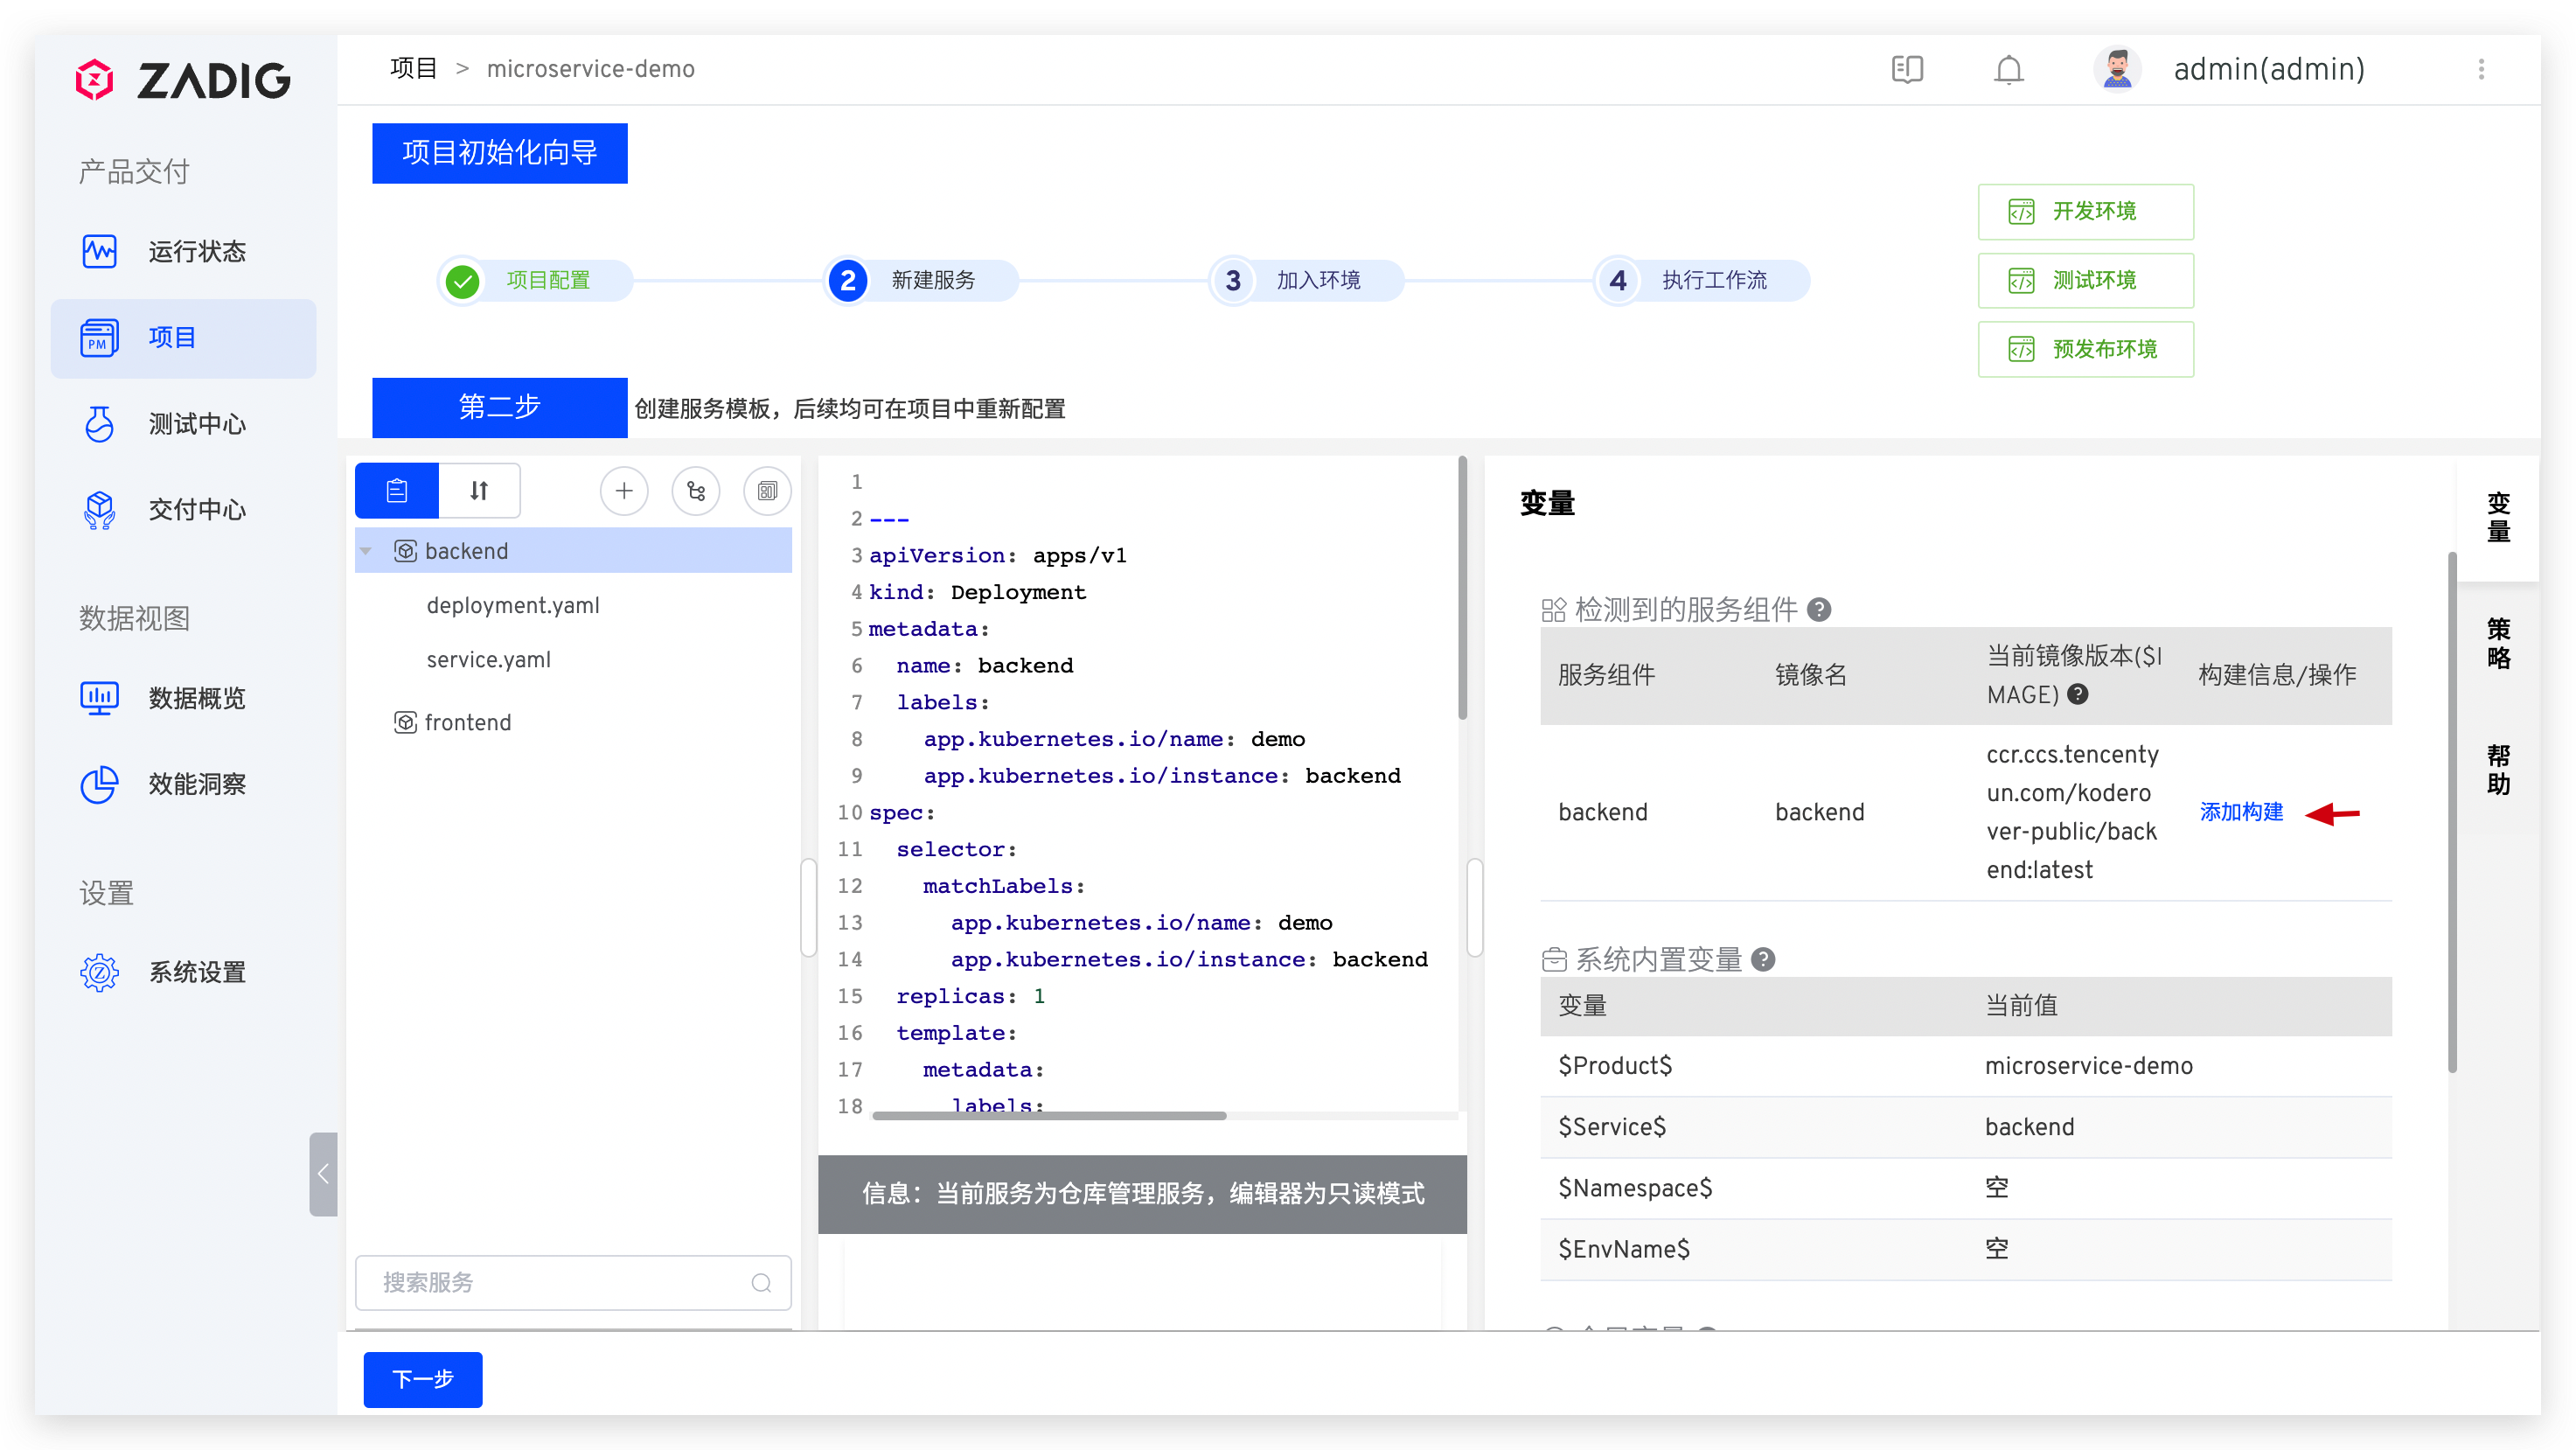 ZADIG
产品交付
运行状态
PM
项目
测试中心
交付中心
数据视图
数据概览
效能洞察
设置
系统设置
项目 > microservice-demo
admin(admin)
项目初始化向导
项目配置
2 新建服务
3 加入环境
4 执行工作流
开发环境
测试环境
预发布环境
第二步 创建服务模板，后续均可在项目中重新配置
backend
deployment.yaml
service.yaml
frontend
搜索服务
1
2 ---
3 apiVersion: apps/v1
4 kind: Deployment
5 metadata:
6 name: backend
7 labels:
8 app.kubernetes.io/name: demo
9 app.kubernetes.io/instance: backend
10 spec:
11 selector:
12 matchLabels:
13 app.kubernetes.io/name: demo
14 app.kubernetes.io/instance: backend
15 replicas: 1
16 template:
17 metadata:
18 labels:
信息：当前服务为仓库管理服务，编辑器为只读模式
变量
检测到的服务组件
服务组件 镜像名 当前镜像版本($I
MAGE) 构建信息/操作
backend backend ccr.ccs.tencenty
un.com/kodero
ver-public/back
end:latest 添加构建
系统内置变量
变量 当前值
$Product$ microservice-demo
$Service$ backend
$Namespace$ 空
$EnvName$ 空
变量
策略
帮助
下一步